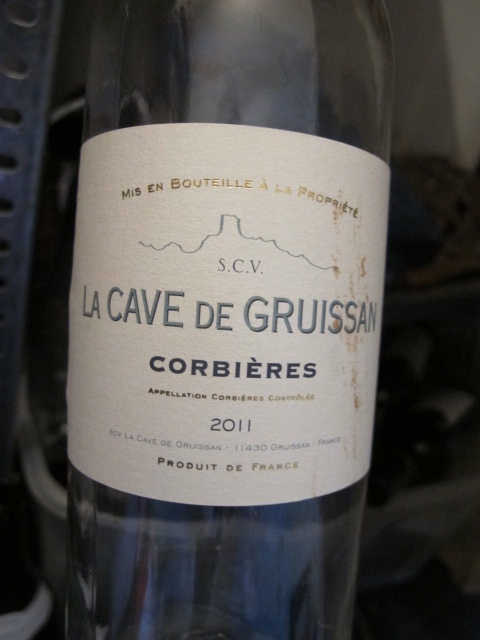 MIS EN BOUTEILLE À LA PROPRIÉTÉ
S.C.V.
LA CAVE DE GRUISSAN
CORBIÈRES
APPELLATION CORBIÈRES CONTRÔLÉE
2011
SCV LA CAVE DE GRUISSAN - 11430 GRUISSAN - FRANCE
PRODUIT DE FRANCE